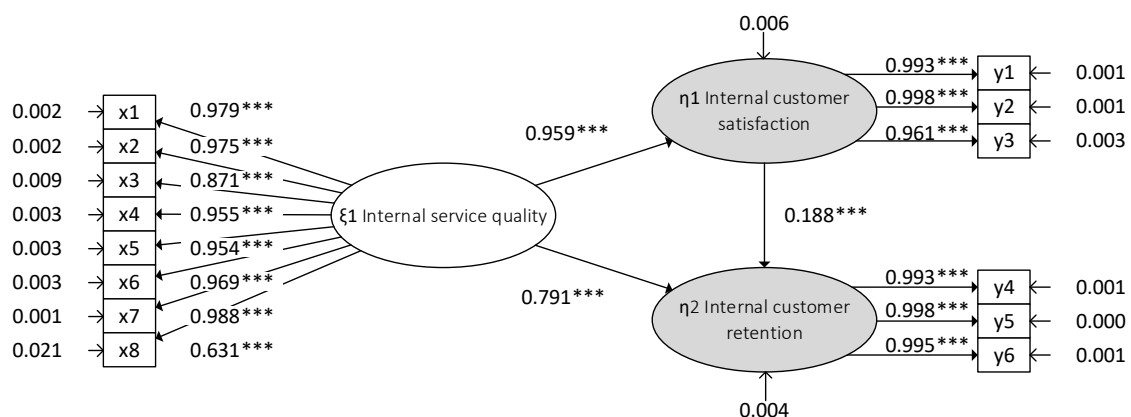 0.006
0.993***
y1
0.001
η1 Internal customer
satisfaction
0.998***
y2
0.001
0.961***
y3
0.003
0.002
x1
0.979***
0.959***
0.002
x2
0.975***
0.009
x3
0.871***
0.003
x4
0.955***
ξ1 Internal service quality
0.188***
0.003
x5
0.954***
0.003
x6
0.969***
0.791***
0.001
x7
0.988***
0.021
x8
0.631***
η2 Internal customer
retention
0.993***
y4
0.001
0.998***
y5
0.000
0.995***
y6
0.001
0.004